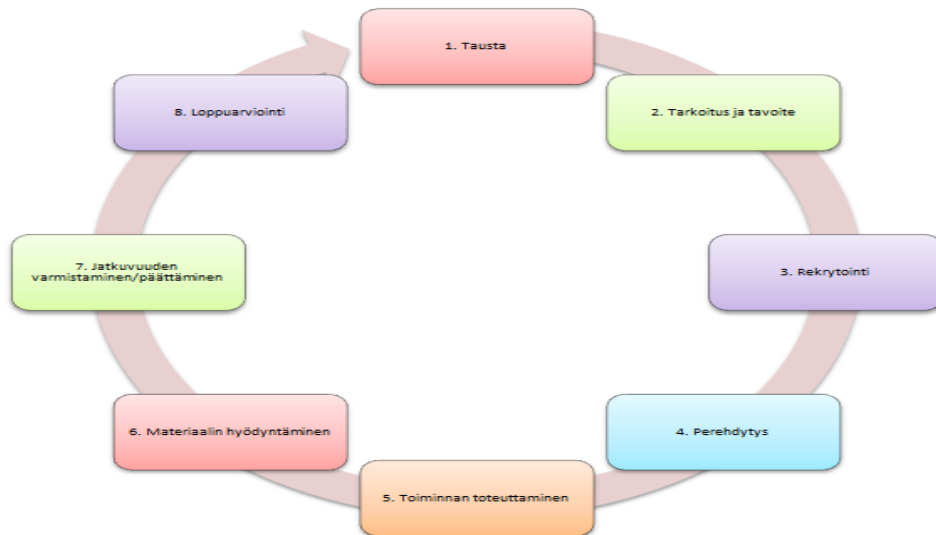 1. Tausta
2. Tarkoitus ja tavoite
3. Rekrytointi
4. Perehdytys
5. Toiminnan toteuttaminen
6. Materiaalin hyödyntäminen
7. Jatkuvuuden
varmistaminen/päättäminen
8. Loppuarviointi